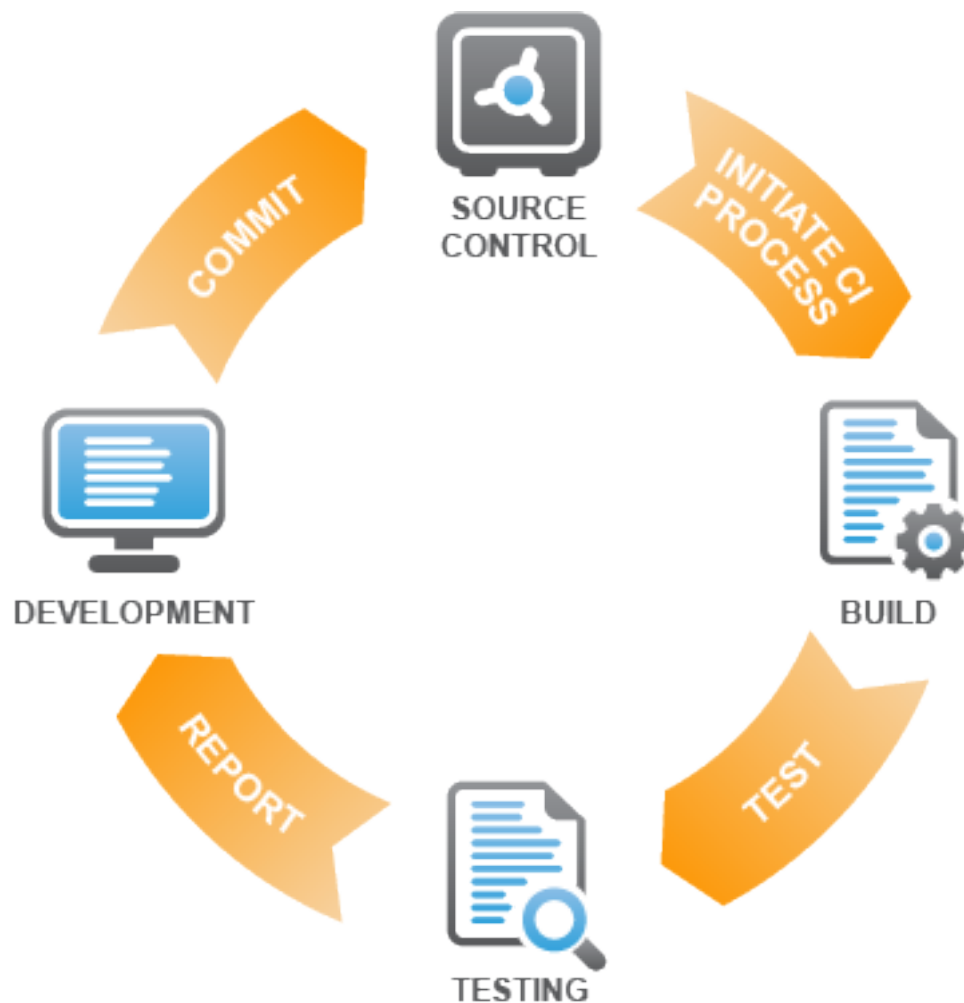 SOURCE
CONTROL
INITIATE CI
PROCESS
BUILD
TEST
TESTING
REPORT
DEVELOPMENT
COMMIT